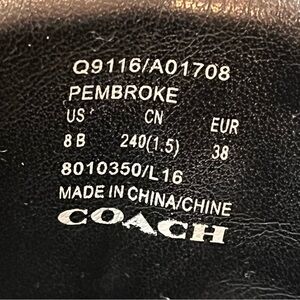 Q9116/A01708
PEMBROKE
US CN EUR
8 B 240(1.5) 38
8010350/L16
MADE IN CHINA/CHINE
COACH